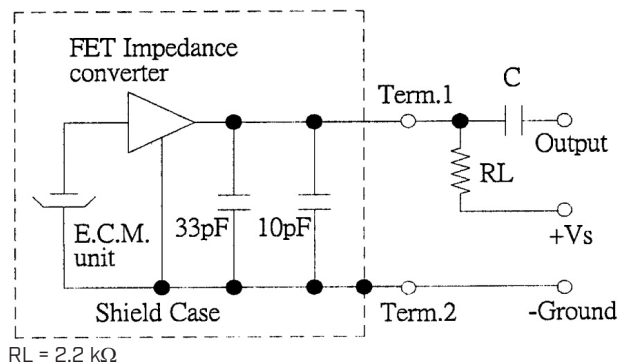 FET Impedance
converter
Term.1
C
Output
RL
+Vs
E.C.M.
unit
33pF
10pF
Shield Case
Term.2
-Ground
RL = 2.2 kΩ